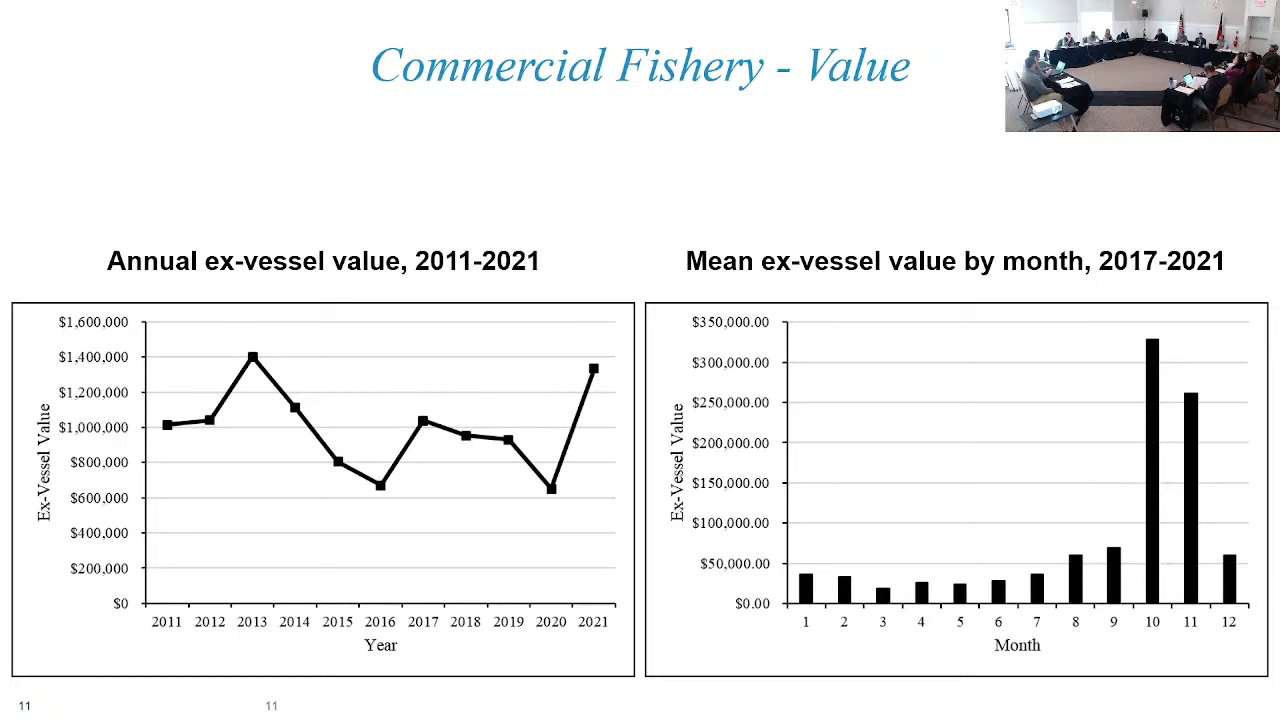 Commercial Fishery - Value
Annual ex-vessel value, 2011-2021
$1,600,000
$1,400,000
$1,200,000
$1,000,000
$800,000
$600,000
$400,000
$200,000
$0
Ex-Vessel Value
2011 2012 2013 2014 2015 2016 2017 2018 2019 2020 2021
Year
Mean ex-vessel value by month, 2017-2021
$350,000.00
$300,000.00
$250,000.00
$200,000.00
$150,000.00
$100,000.00
$50,000.00
$0.00
Ex-Vessel Value
1 2 3 4 5 6 7 8 9 10 11 12
Month
11
11